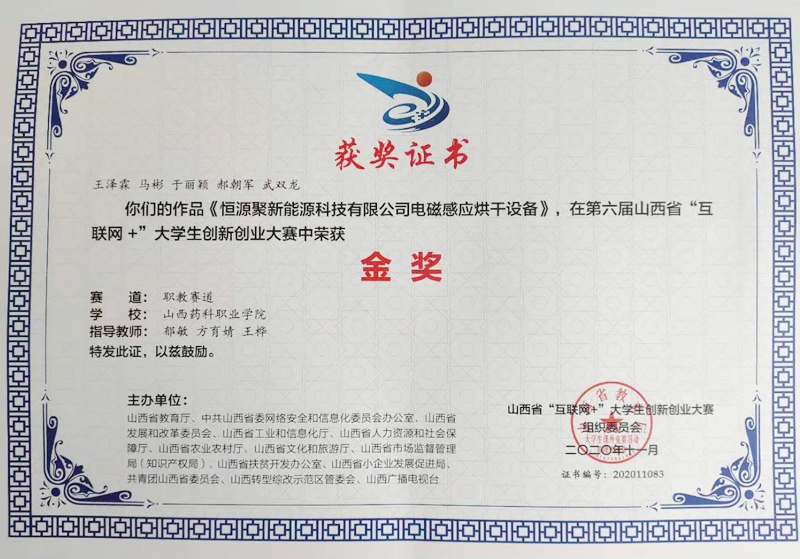 获奖证书
王泽霖 马彬 于丽颖 郝朝军 武双龙
你们的作品《恒源聚新能源科技有限公司电磁感应烘干设备》，在第六届山西省“互
联网 +”大学生创新创业大赛中荣获
金奖
赛 道： 职教赛道
学 校： 山西药科职业学院
指导教师： 郁敏 方育婧 王桦
特发此证，以兹鼓励。
主办单位：
山西省教育厅、中共山西省委网络安全和信息化委员会办公室、山西省
发展和改革委员会、山西省工业和信息化厅、山西省人力资源和社会保
障厅、山西省农业农村厅、山西省文化和旅游厅、山西省市场监督管理
局（知识产权局）、山西省扶贫开发办公室、山西省小企业发展促进局、
共青团山西省委员会、山西转型综改示范区管委会、山西广播电视台
山西省“互联网+”大学生创新创业大赛
组织委员会
二〇二〇年十一月
证书编号：202011083